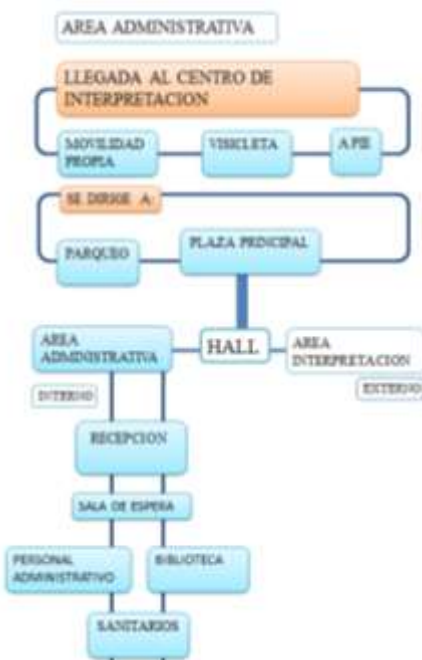 AREA ADMINISTRATIVA
LLEGADA AL CENTRO DE
INTERPRETACION
MOVILIDAD
PROPIA
VISICLETA
A PIE
SE DIRIGE A:
PARQUEO
PLAZA PRINCIPAL
AREA
ADMINISTRATIVA
HALL
AREA
INTERPRETACION
INTERNO
EXTERNO
RECEPCION
SALA DE ESPERA
PERSONAL
ADMINISTRATIVO
BIBLIOTECA
SANITARIOS